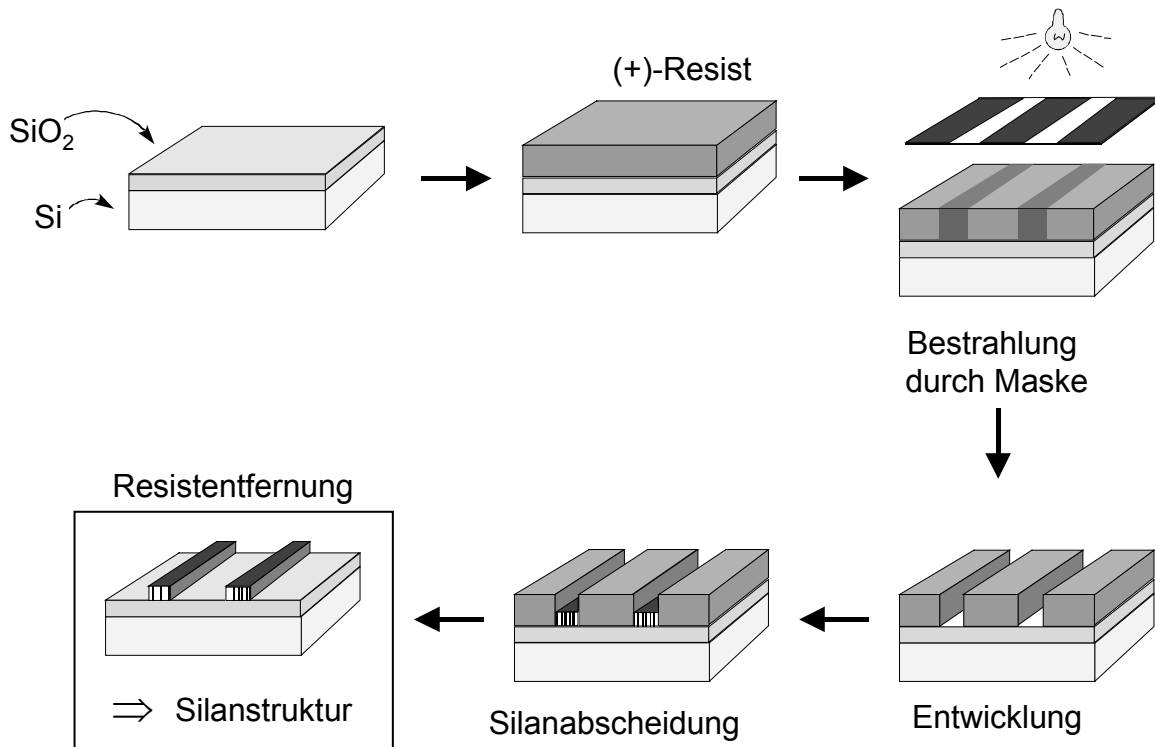 (+)-Resist
SiO₂
Si
Bestrahlung
durch Maske
Resistentfernung
⇒ Silanstruktur
Silanabscheidung
Entwicklung